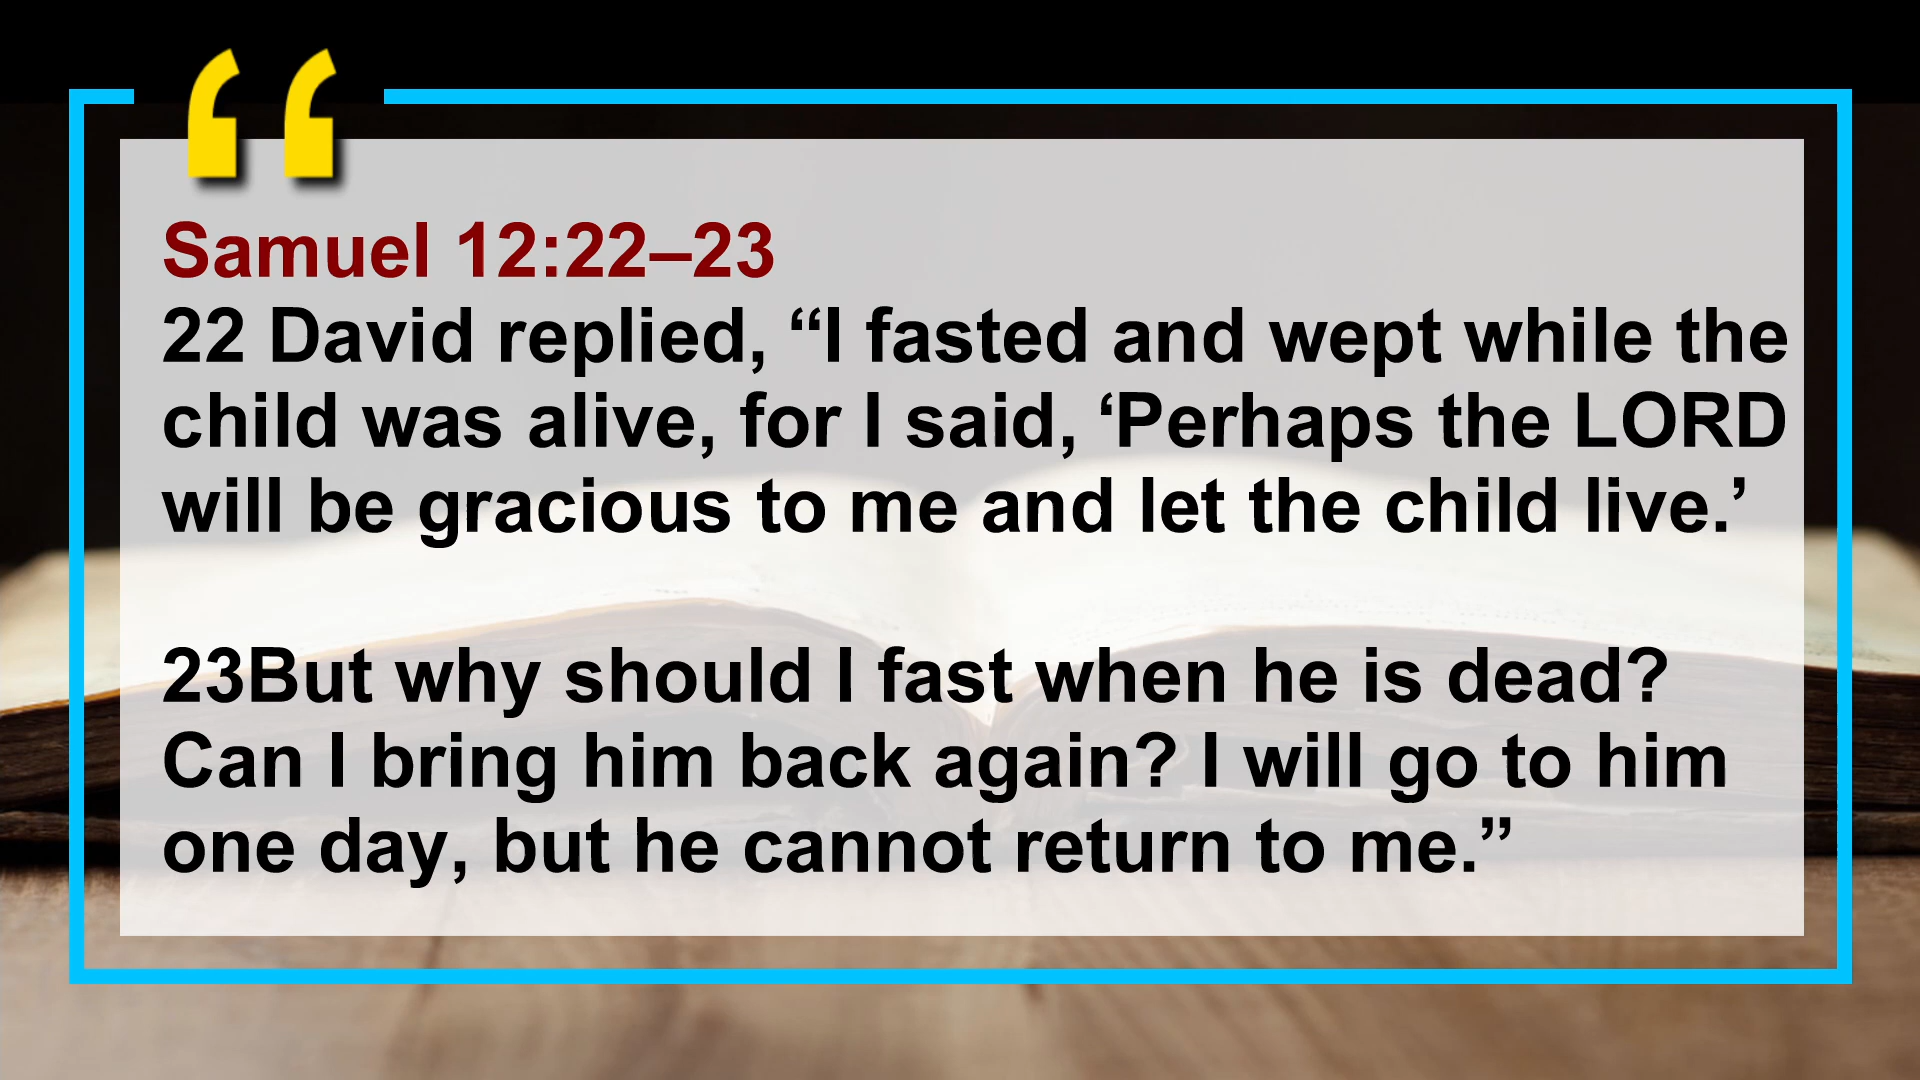 “
Samuel 12:22–23
22 David replied, “I fasted and wept while the
child was alive, for I said, ‘Perhaps the LORD
will be gracious to me and let the child live.’
23But why should I fast when he is dead?
Can I bring him back again? I will go to him
one day, but he cannot return to me.”